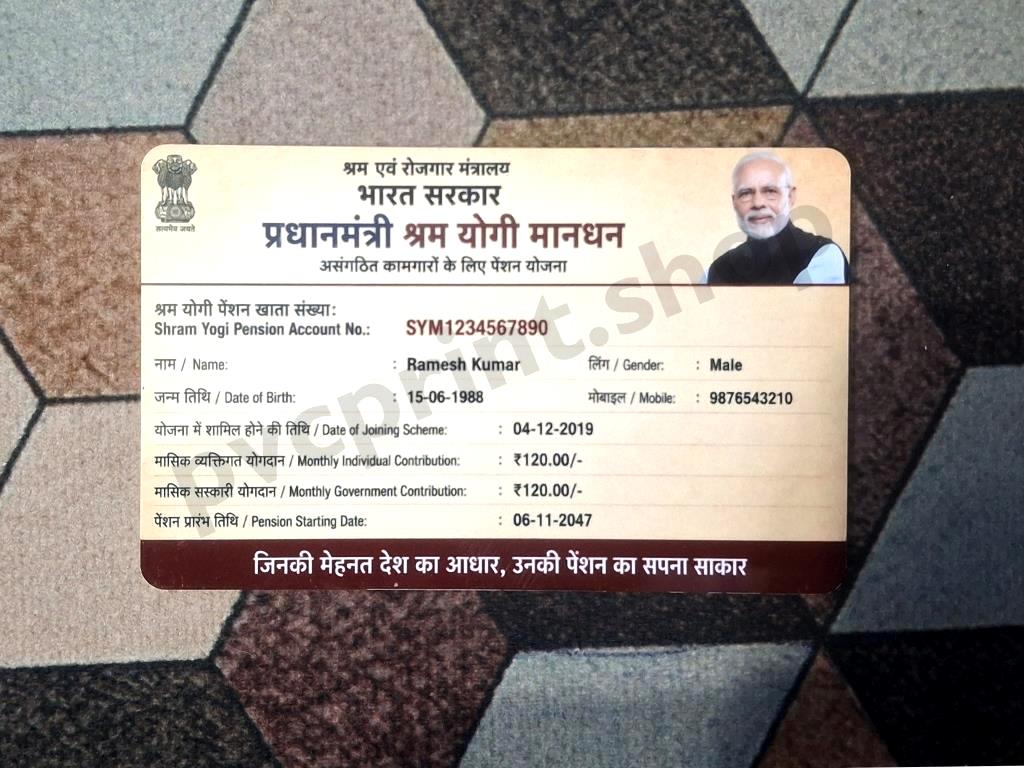 श्रम एवं रोजगार मंत्रालय
भारत सरकार
प्रधानमंत्री श्रम योगी मानधन
असंगठित कामगारों के लिए पेंशन योजना
सत्यमेव जयते
श्रम योगी पेंशन खाता संख्या:
Shram Yogi Pension Account No.: SYM1234567890
नाम / Name: : Ramesh Kumar लिंग / Gender: : Male
जन्म तिथि / Date of Birth: : 15-06-1988 मोबाइल / Mobile: : 9876543210
योजना में शामिल होने की तिथि / Date of Joining Scheme: : 04-12-2019
मासिक व्यक्तिगत योगदान / Monthly Individual Contribution: : ₹120.00/-
मासिक सरकारी योगदान / Monthly Government Contribution: : ₹120.00/-
पेंशन प्रारंभ तिथि / Pension Starting Date: : 06-11-2047
जिनकी मेहनत देश का आधार, उनकी पेंशन का सपना साकार
pvcprint.shop